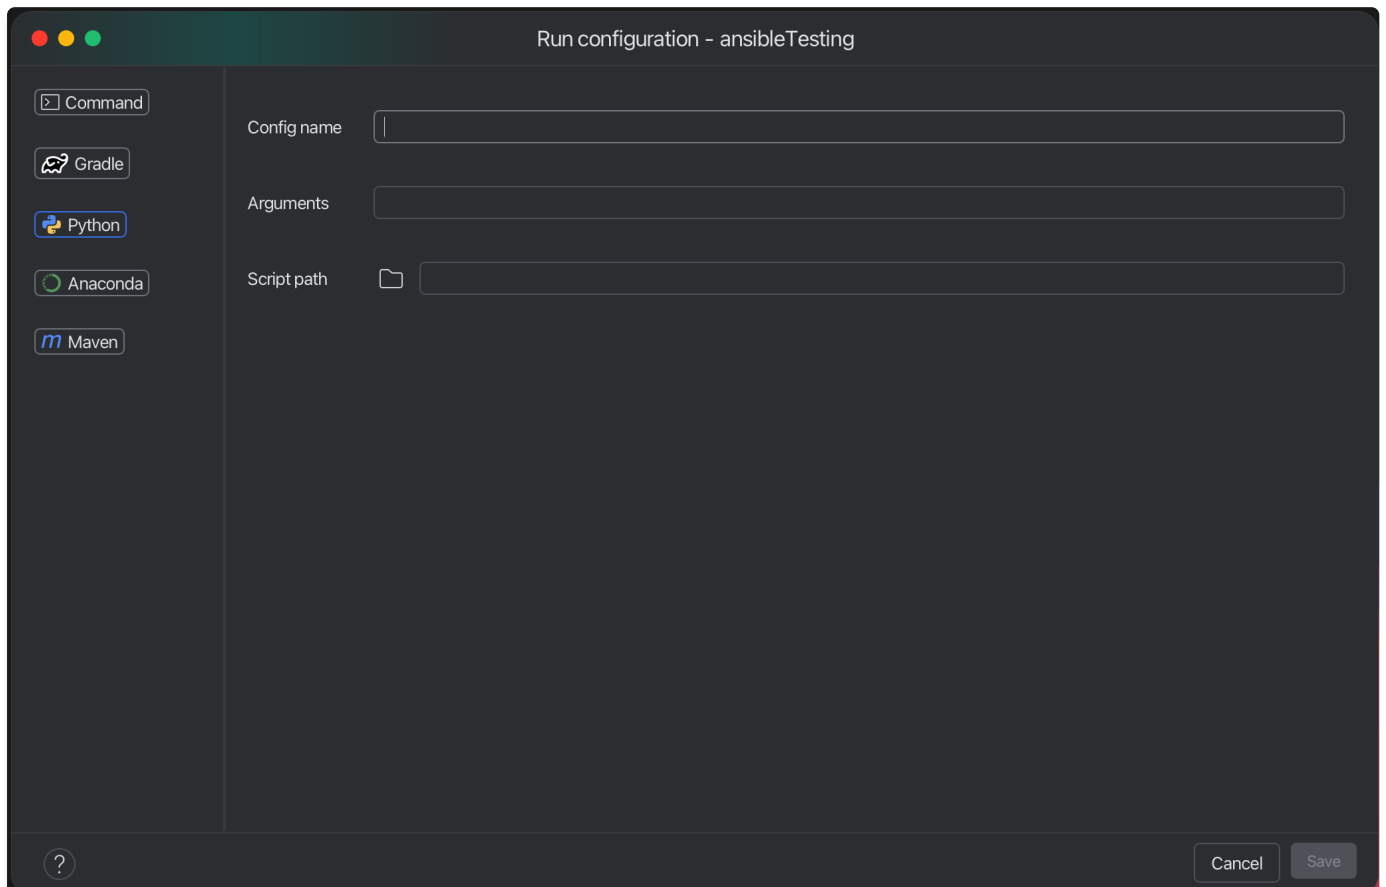 Run configuration - ansibleTesting
Command
Gradle
Python
Anaconda
m Maven
Config name
Arguments
Script path
?
Cancel
Save